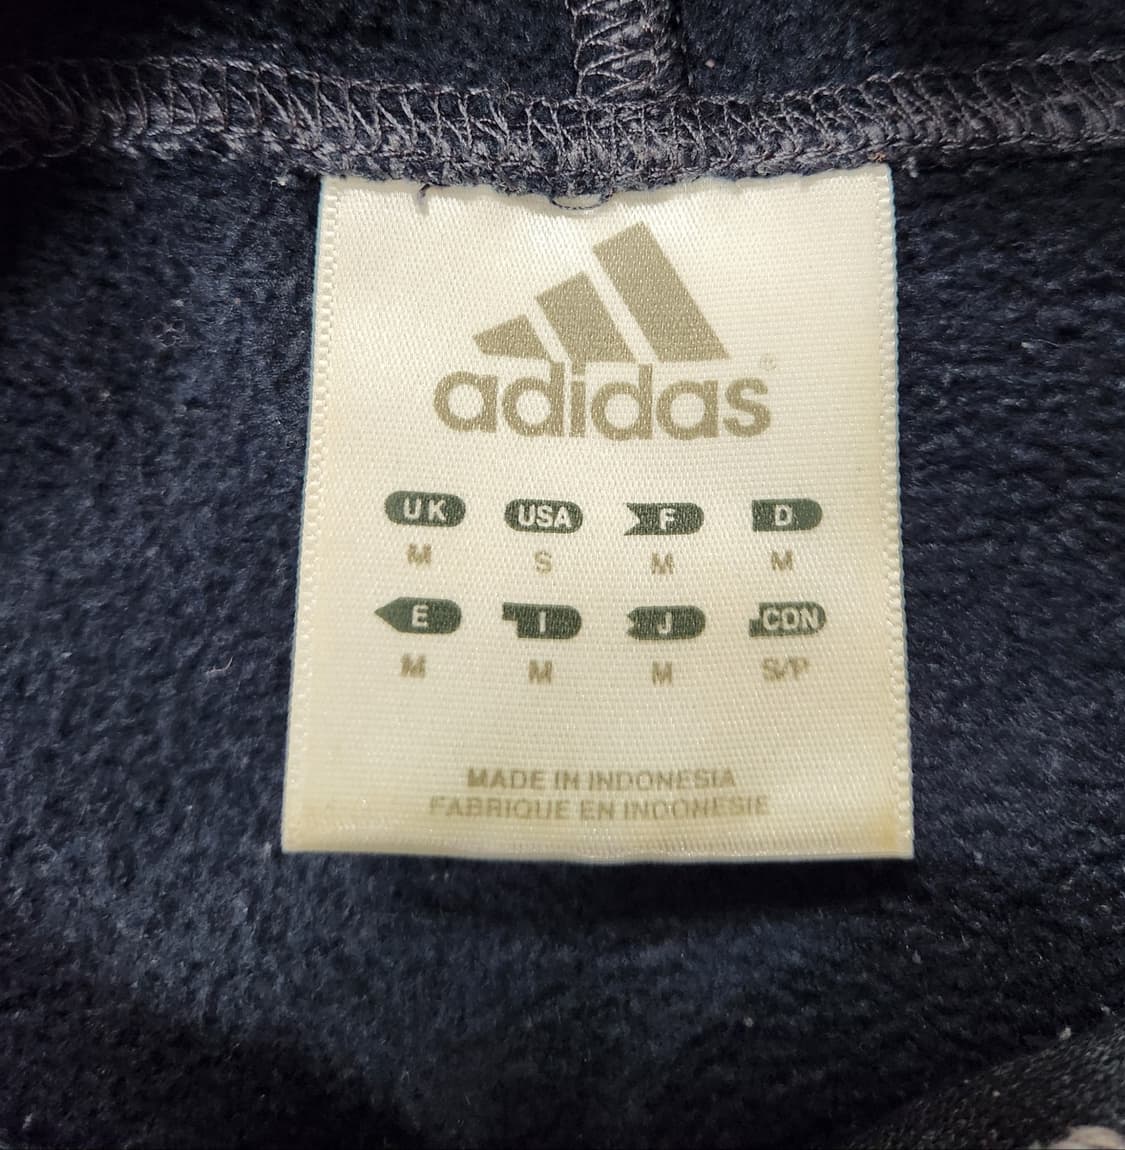 adidas®
UK USA F D
M S M M
E I J CON
M M M S/P
MADE IN INDONESIA
FABRIQUE EN INDONESIE